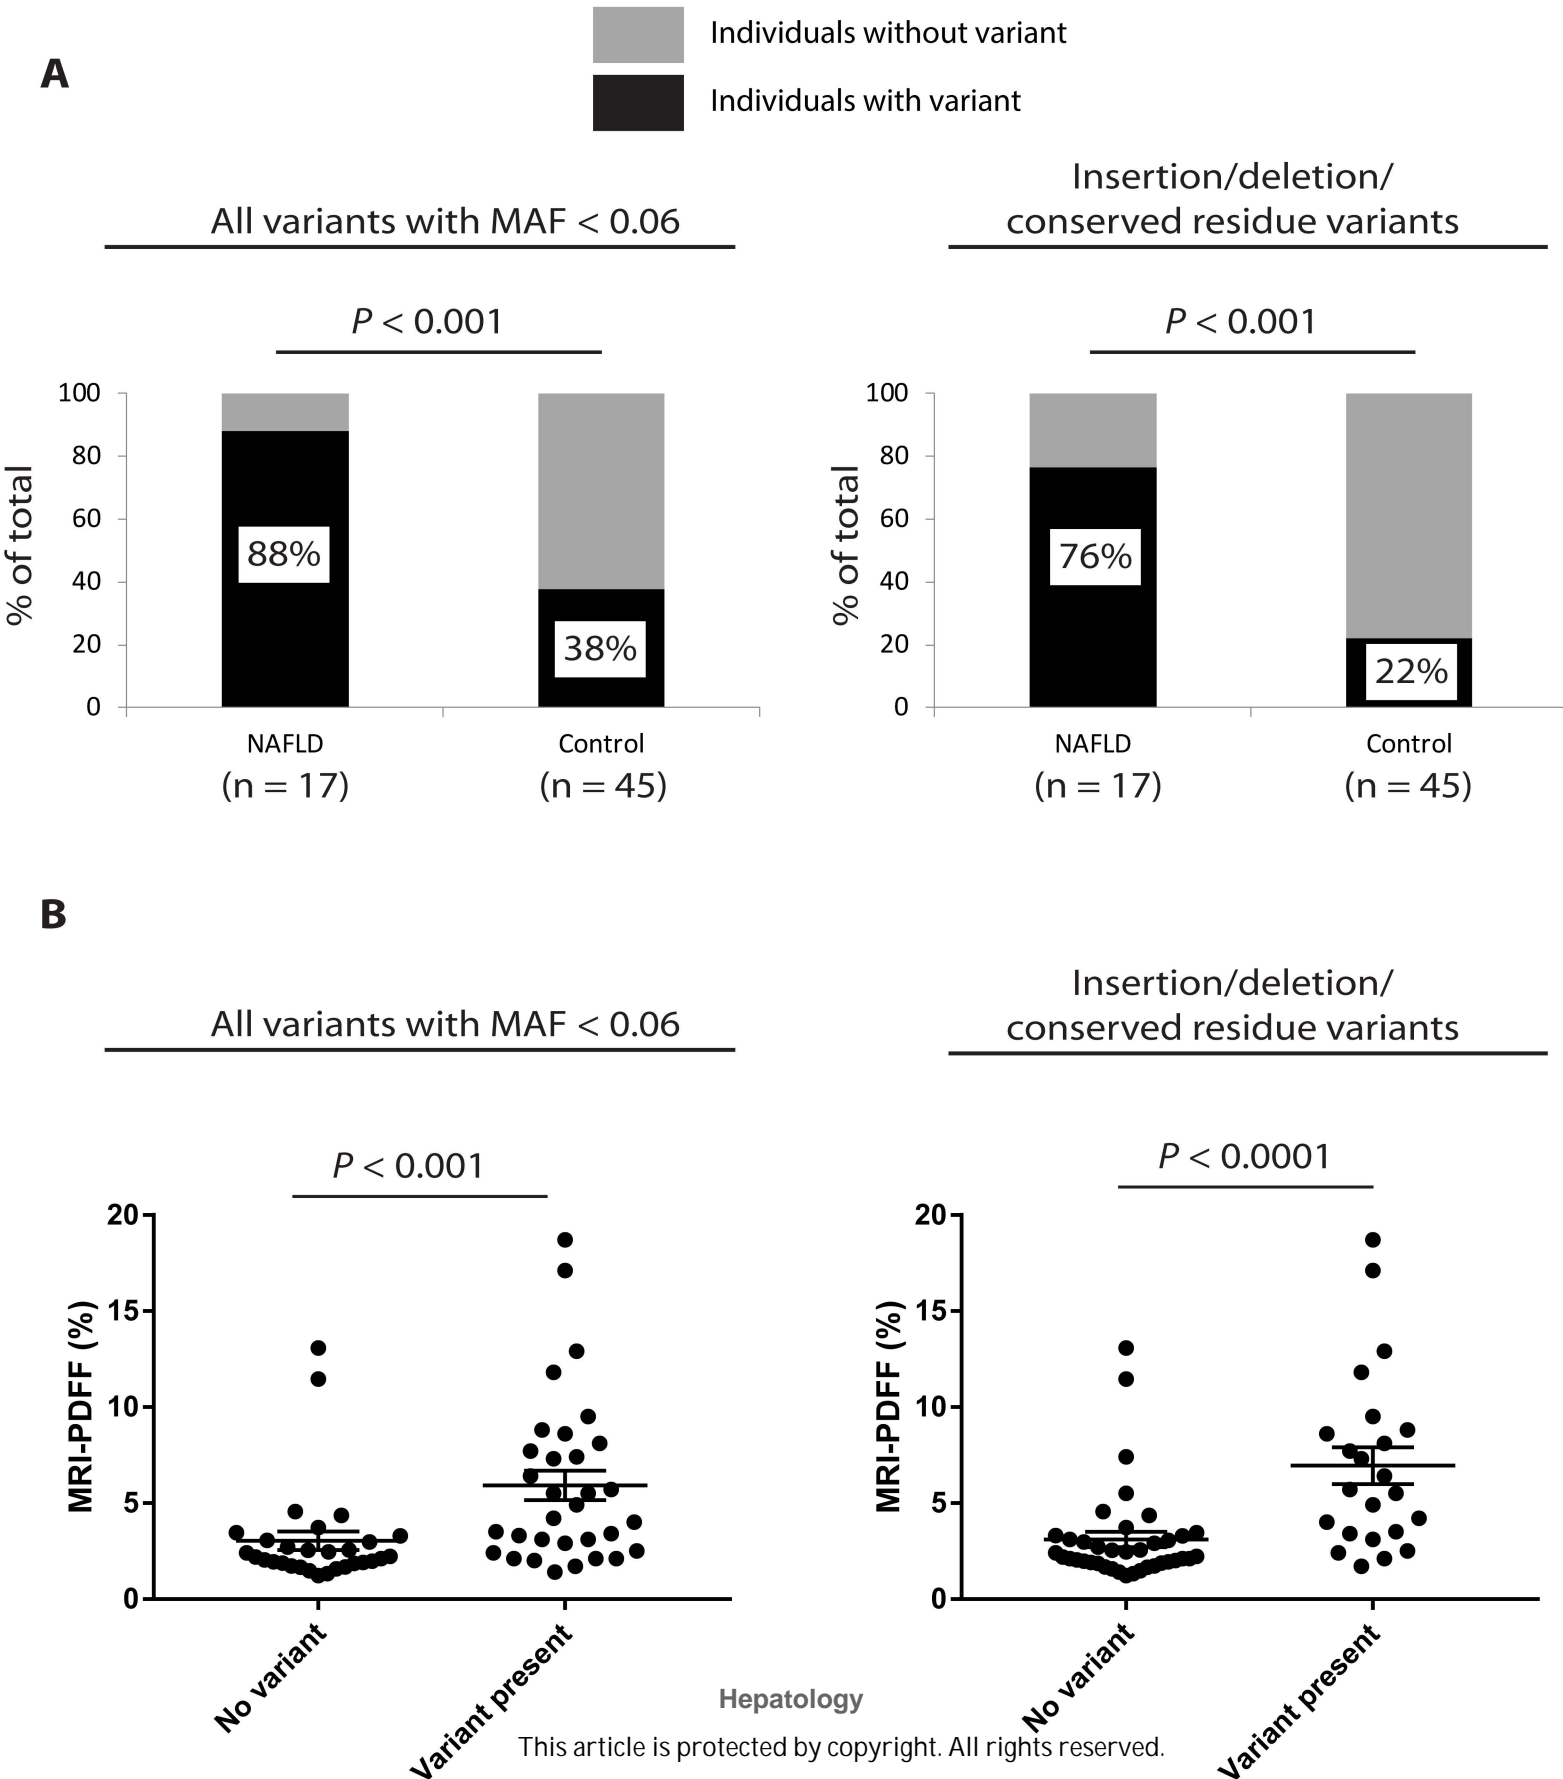 Individuals without variant
A
Individuals with variant
All variants with MAF < 0.06
Insertion/deletion/
conserved residue variants
P < 0.001
P < 0.001
% of total
100
80
60
40
20
0
88%
38%
NAFLD
(n = 17)
Control
(n = 45)
% of total
100
80
60
40
20
0
76%
22%
NAFLD
(n = 17)
Control
(n = 45)
B
All variants with MAF < 0.06
Insertion/deletion/
conserved residue variants
P < 0.001
P < 0.0001
MRI-PDFF (%)
20
15
10
5
0
No variant
Variant present
MRI-PDFF (%)
20
15
10
5
0
No variant
Variant present
Hepatology
This article is protected by copyright. All rights reserved.